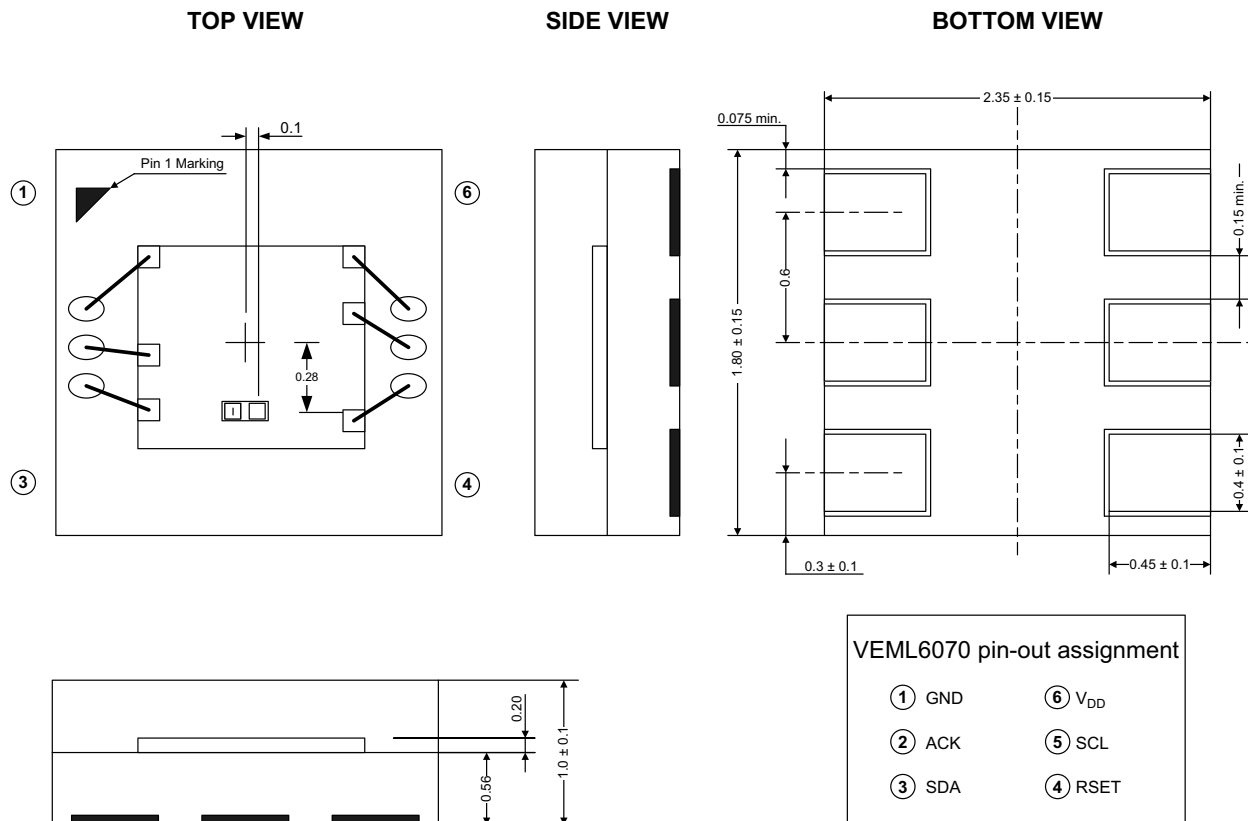 TOP VIEW
SIDE VIEW
BOTTOM VIEW
0.1
Pin 1 Marking
1
6
0.28
3
4
2.35 ± 0.15
0.075 min.
0.15 min.
0.6
1.80 ± 0.15
0.4 ± 0.1
0.3 ± 0.1
0.45 ± 0.1
0.20
1.0 ± 0.1
0.56
VEML6070 pin-out assignment
1 GND
6 VDD
2 ACK
5 SCL
3 SDA
4 RSET